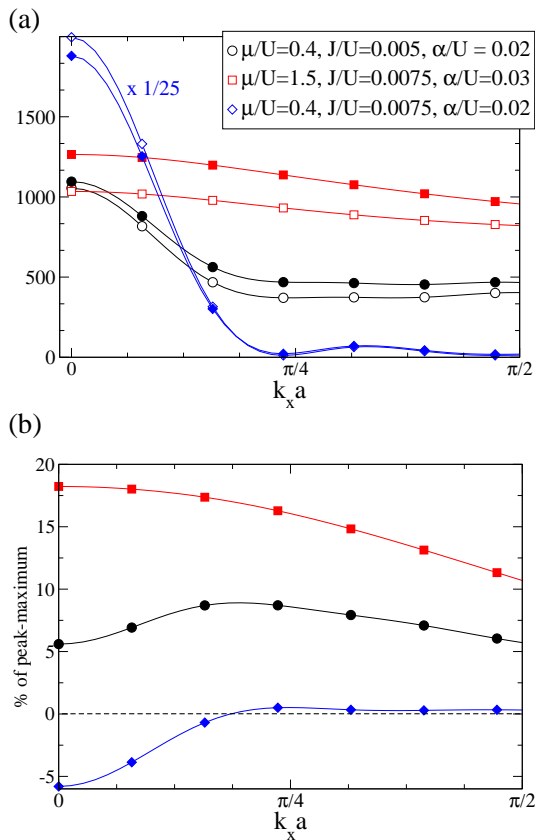 (a)
μ/U=0.4, J/U=0.005, α/U = 0.02
μ/U=1.5, J/U=0.0075, α/U=0.03
μ/U=0.4, J/U=0.0075, α/U=0.02
x 1/25
1500
1000
500
0
0
π/4
π/2
k_x a
(b)
20
15
10
5
0
-5
% of peak-maximum
0
π/4
π/2
k_x a